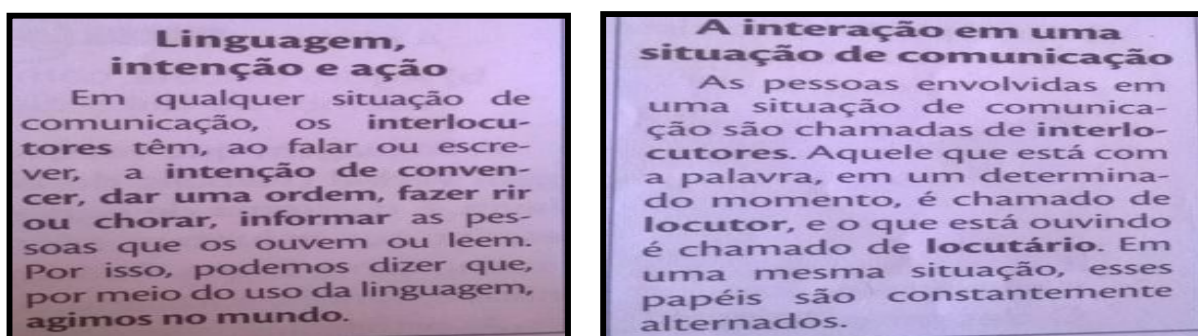 Linguagem,
intenção e ação
Em qualquer situação de
comunicação, os interlocu-
tores têm, ao falar ou escre-
ver, a intenção de conven-
cer, dar uma ordem, fazer rir
ou chorar, informar as pes-
soas que os ouvem ou leem.
Por isso, podemos dizer que,
por meio do uso da linguagem,
agimos no mundo.
A interação em uma
situação de comunicação
As pessoas envolvidas em
uma situação de comunica-
ção são chamadas de interlo-
cutores. Aquele que está com
a palavra, em um determina-
do momento, é chamado de
locutor, e o que está ouvindo
é chamado de locutário. Em
uma mesma situação, esses
papéis são constantemente
alternados.